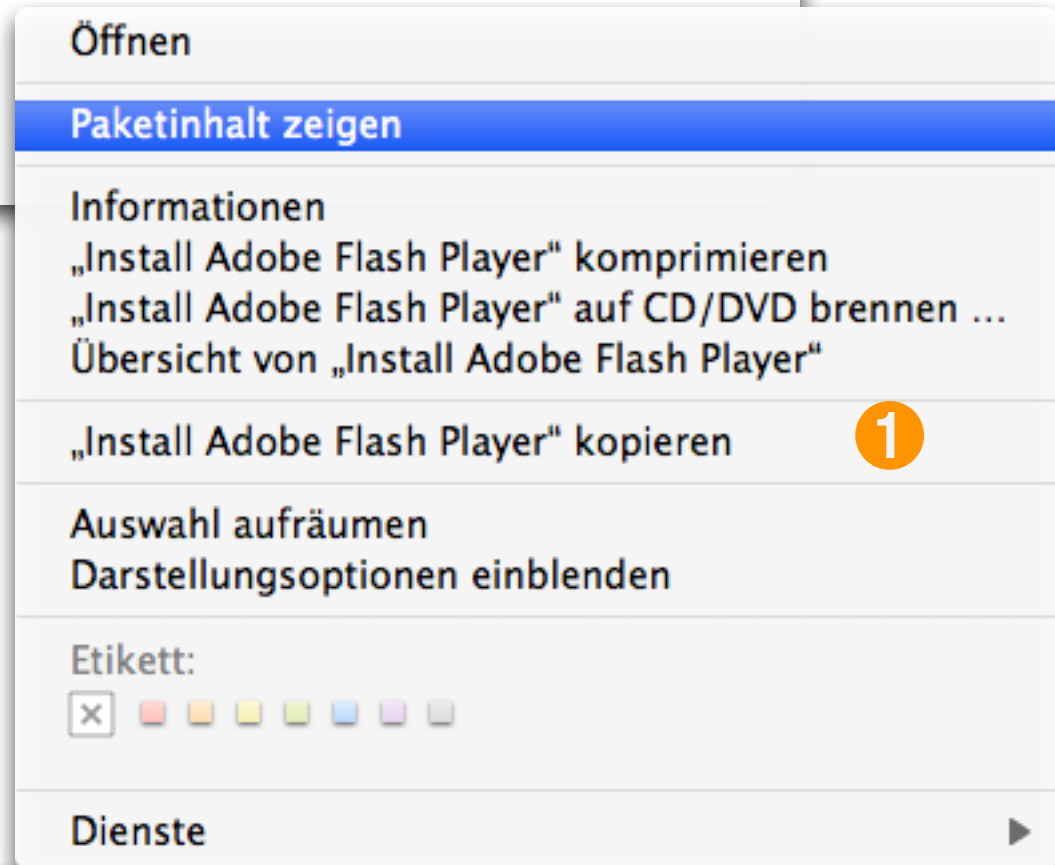 Öffnen
Paketinhalt zeigen
Informationen
„Install Adobe Flash Player“ komprimieren
„Install Adobe Flash Player“ auf CD/DVD brennen ...
Übersicht von „Install Adobe Flash Player“
„Install Adobe Flash Player“ kopieren 1
Auswahl aufräumen
Darstellungsoptionen einblenden
Etikett:
Dienste